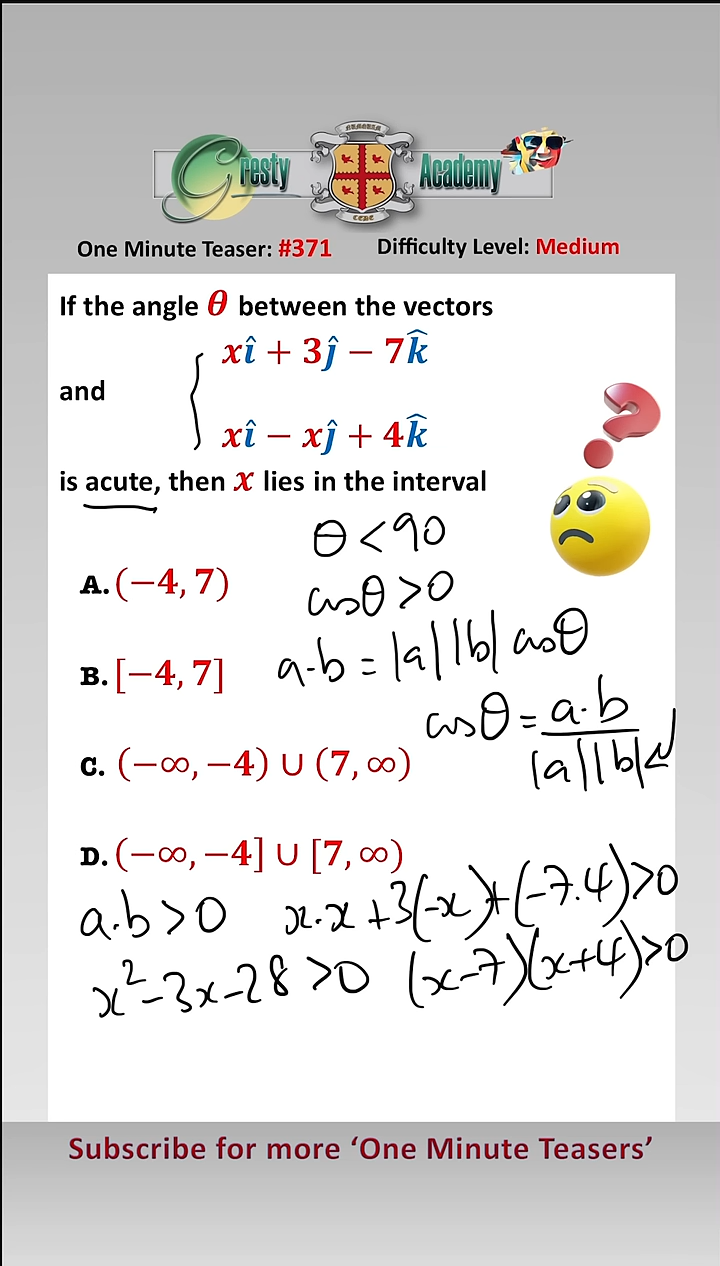 NUMQUAM
Cresty Academy
CEDE
One Minute Teaser: #371 Difficulty Level: Medium
If the angle θ between the vectors
xî + 3ĵ − 7k̂
and
xî − xĵ + 4k̂
is acute, then x lies in the interval
θ < 90
A. (−4, 7)
cosθ > 0
B. [−4, 7]
a·b = |a||b| cosθ
cosθ = a·b / |a||b|
C. (−∞, −4) ∪ (7, ∞)
D. (−∞, −4] ∪ [7, ∞)
a·b > 0 x·x + 3(−x) + (−7.4) > 0
x² − 3x − 28 > 0 (x − 7)(x + 4) > 0
Subscribe for more ‘One Minute Teasers’